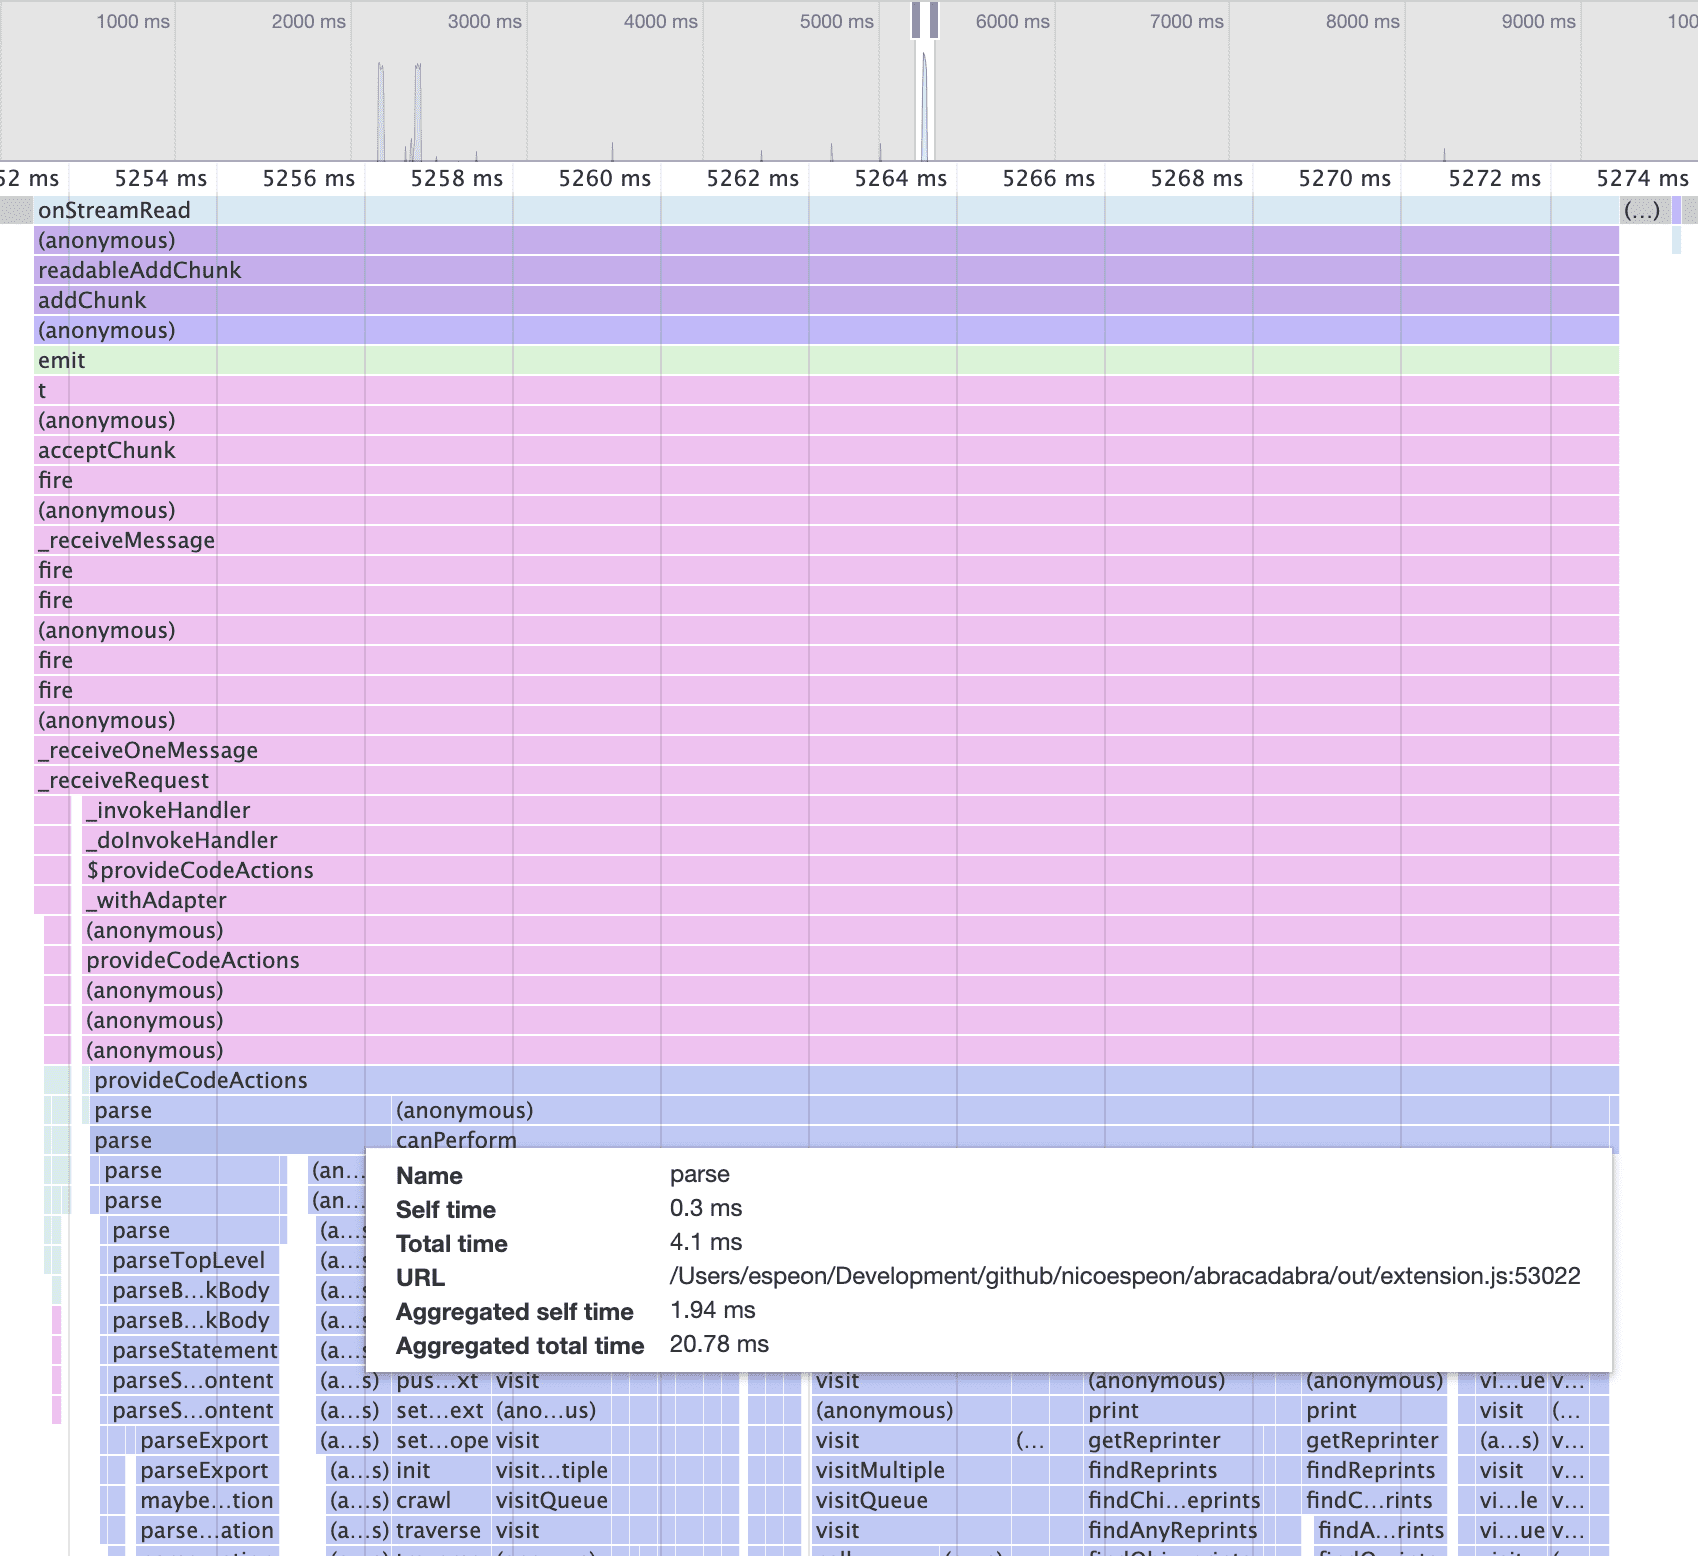 1000 ms 2000 ms 3000 ms 4000 ms 5000 ms 6000 ms 7000 ms 8000 ms 9000 ms 100
52 ms 5254 ms 5256 ms 5258 ms 5260 ms 5262 ms 5264 ms 5266 ms 5268 ms 5270 ms 5272 ms 5274 ms
onStreamRead (...)
(anonymous)
readableAddChunk
addChunk
(anonymous)
emit
t
(anonymous)
acceptChunk
fire
(anonymous)
_receiveMessage
fire
fire
(anonymous)
fire
fire
(anonymous)
_receiveOneMessage
_receiveRequest
_invokeHandler
_doInvokeHandler
$provideCodeActions
_withAdapter
(anonymous)
provideCodeActions
(anonymous)
(anonymous)
(anonymous)
provideCodeActions
parse (anonymous)
parse canPerform
parse (an...
parse (an...
parse (a...s
parseTopLevel (a...s
parseB...kBody (a...s
parseB...kBody (a...s
parseStatement (a...s
Name parse
Self time 0.3 ms
Total time 4.1 ms
URL /Users/espeon/Development/github/nicoespeon/abracadabra/out/extension.js:53022
Aggregated self time 1.94 ms
Aggregated total time 20.78 ms
parseS...ontent (a...s) pus...xt visit visit (anonymous) (anonymous) vi...ue v...
parseS...ontent (a...s) set...ext (ano...us) (anonymous) print print visit (...
parseExport (a...s) set...ope visit visit (... getReprinter getReprinter (a...s) v...
parseExport (a...s) init visit...tiple visitMultiple findReprints findReprints visit v...
maybe...tion (a...s) crawl visitQueue visitQueue findChi...eprints findC...rints vi...le v...
parse...ation (a...s) traverse visit visit findAnyReprints findA...rints vi...ue v...